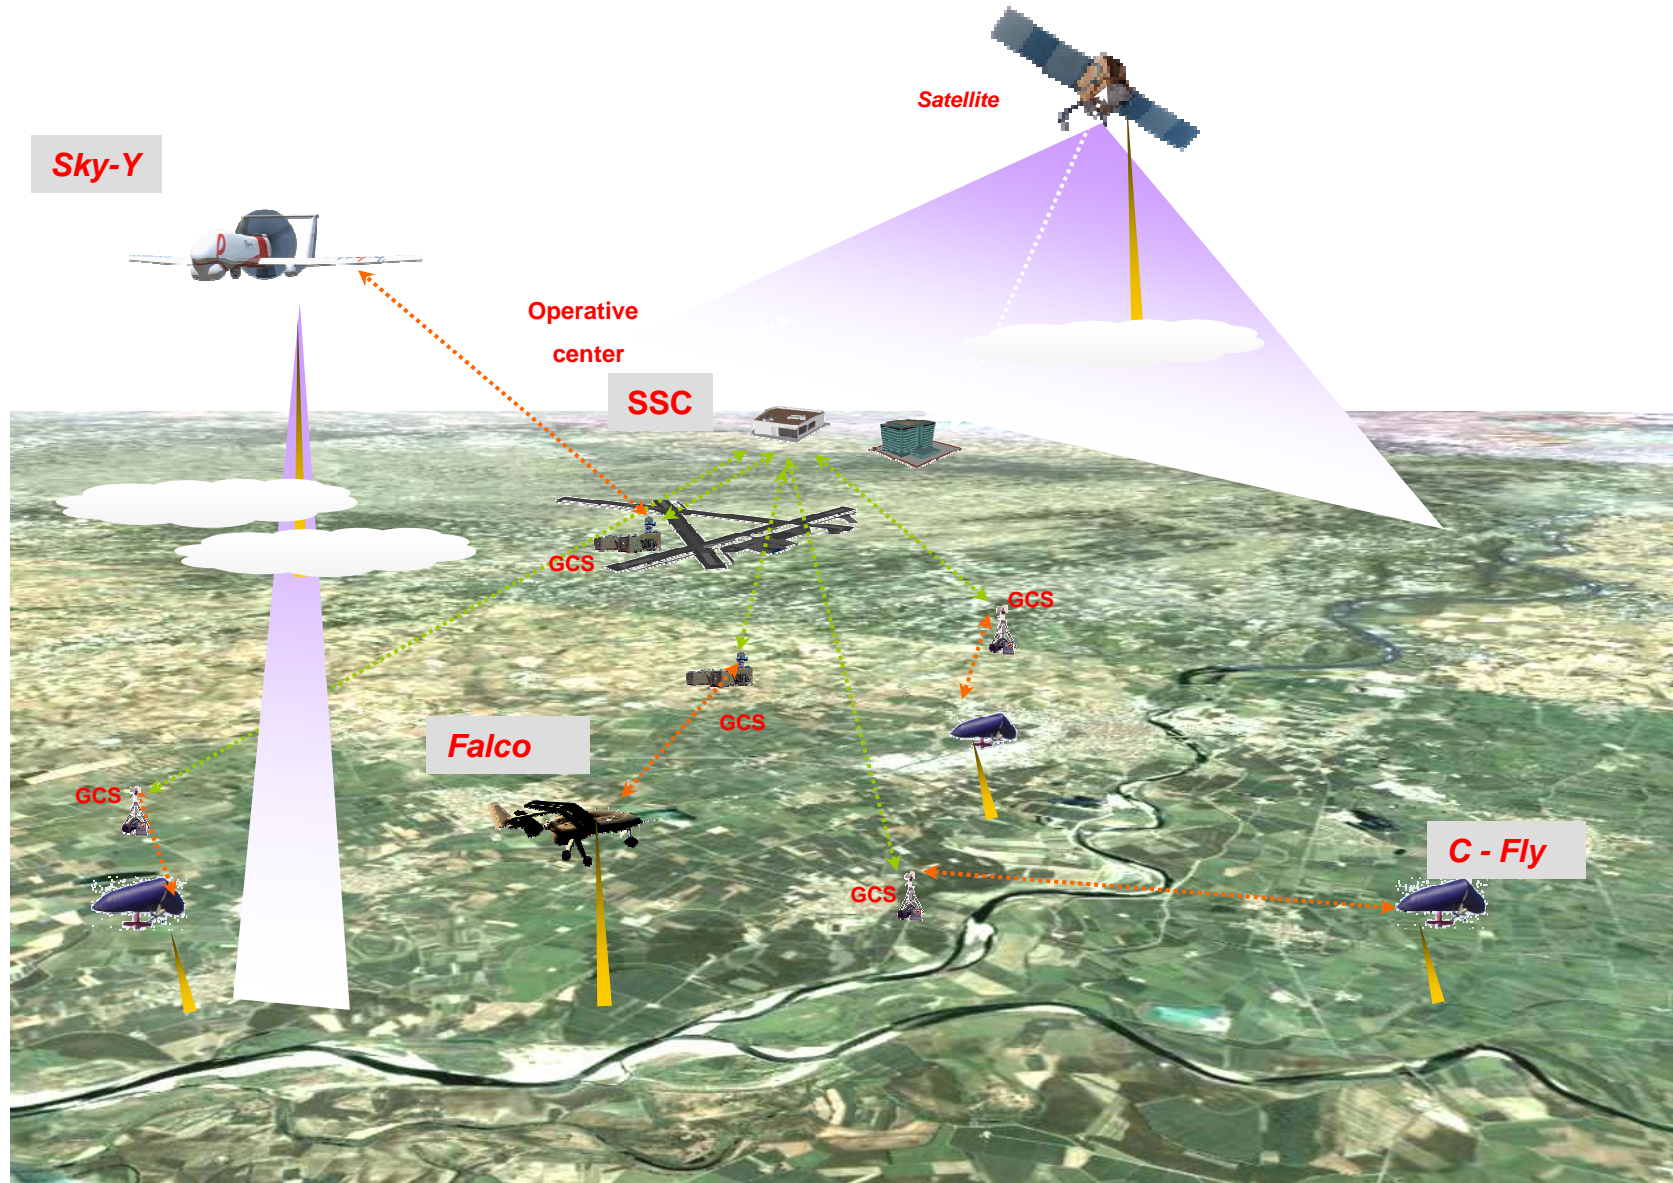 Satellite
Sky-Y
Operative
center
SSC
GCS
GCS
GCS
Falco
GCS
C - Fly
GCS